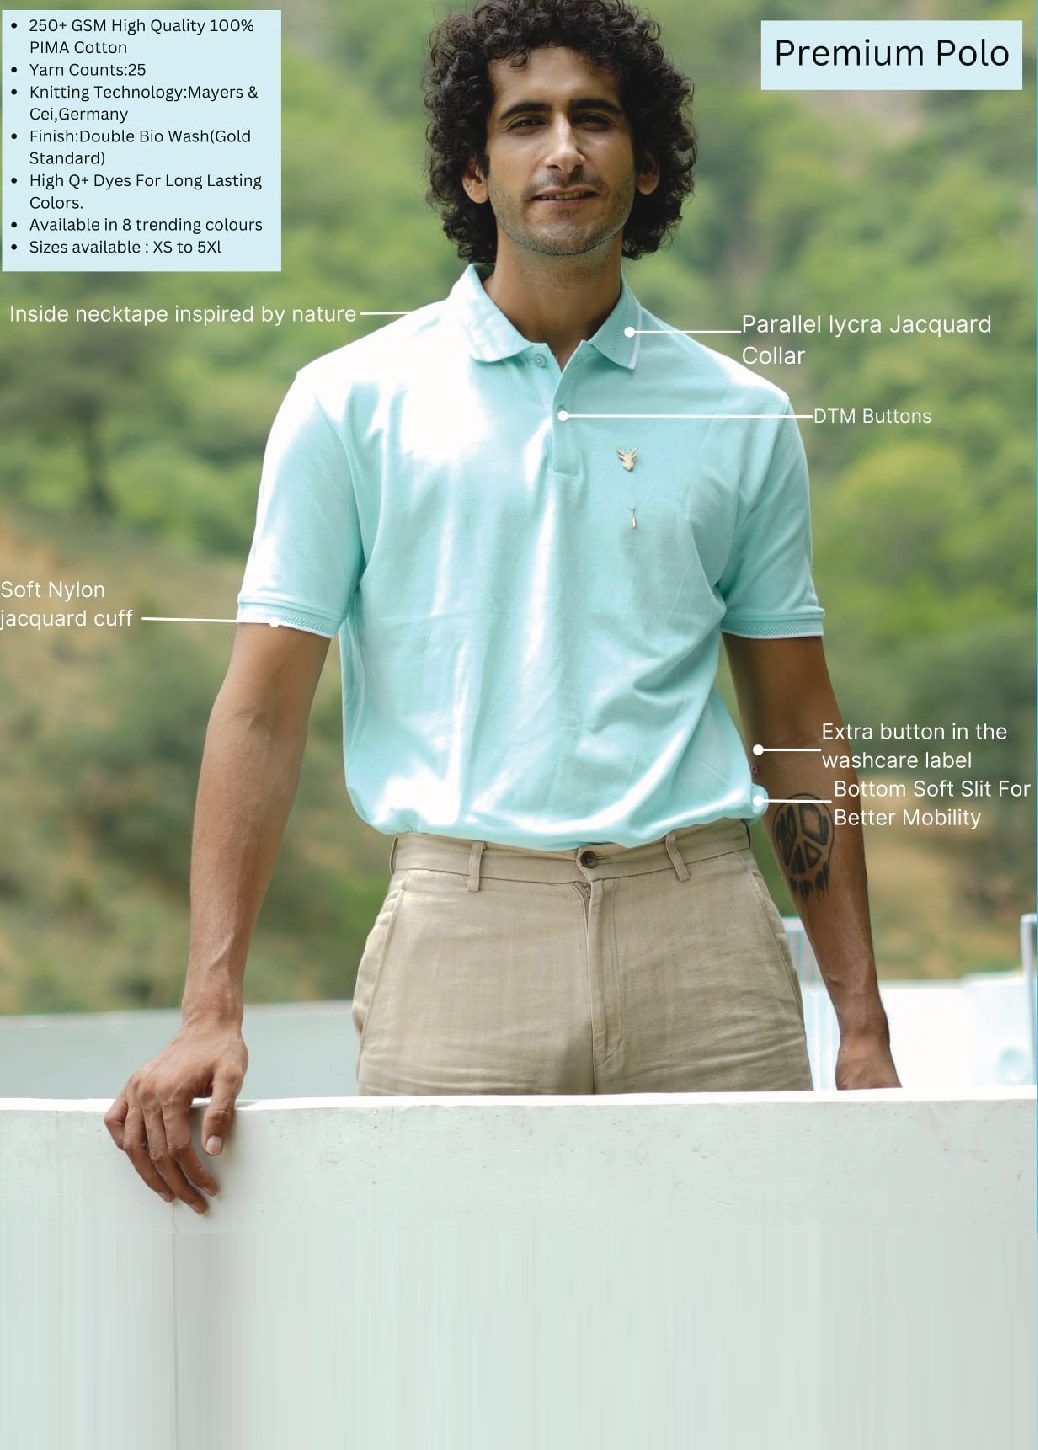 • 250+ GSM High Quality 100%
PIMA Cotton
• Yarn Counts:25
• Knitting Technology:Mayers &
Cei,Germany
• Finish:Double Bio Wash(Gold
Standard)
• High Q+ Dyes For Long Lasting
Colors.
• Available in 8 trending colours
• Sizes available : XS to 5Xl
Premium Polo
Inside necktape inspired by nature
Parallel lycra Jacquard
Collar
DTM Buttons
Soft Nylon
jacquard cuff
Extra button in the
washcare label
Bottom Soft Slit For
Better Mobility